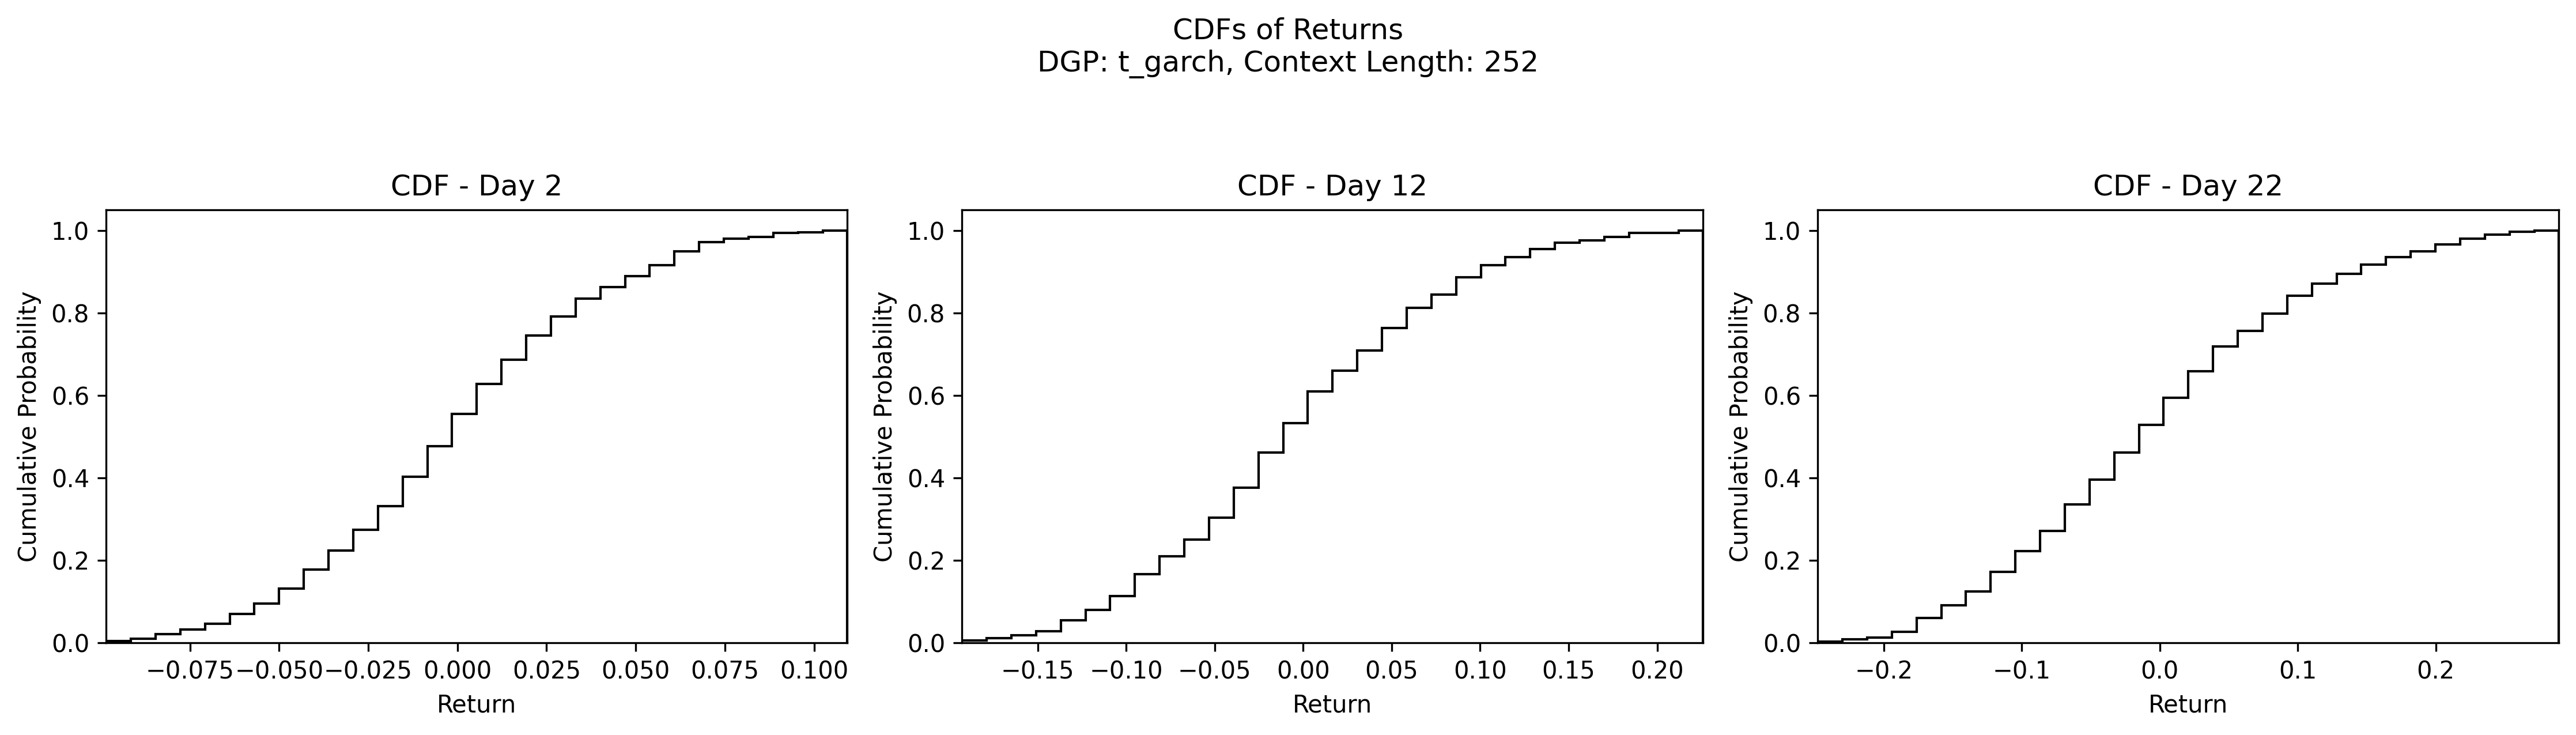 CDFs of Returns
DGP: t_garch, Context Length: 252
CDF - Day 2
1.0
0.8
0.6
0.4
0.2
0.0
Cumulative Probability
−0.075 −0.050 −0.025 0.000 0.025 0.050 0.075 0.100
Return
CDF - Day 12
1.0
0.8
0.6
0.4
0.2
0.0
Cumulative Probability
−0.15 −0.10 −0.05 0.00 0.05 0.10 0.15 0.20
Return
CDF - Day 22
1.0
0.8
0.6
0.4
0.2
0.0
Cumulative Probability
−0.2 −0.1 0.0 0.1 0.2
Return